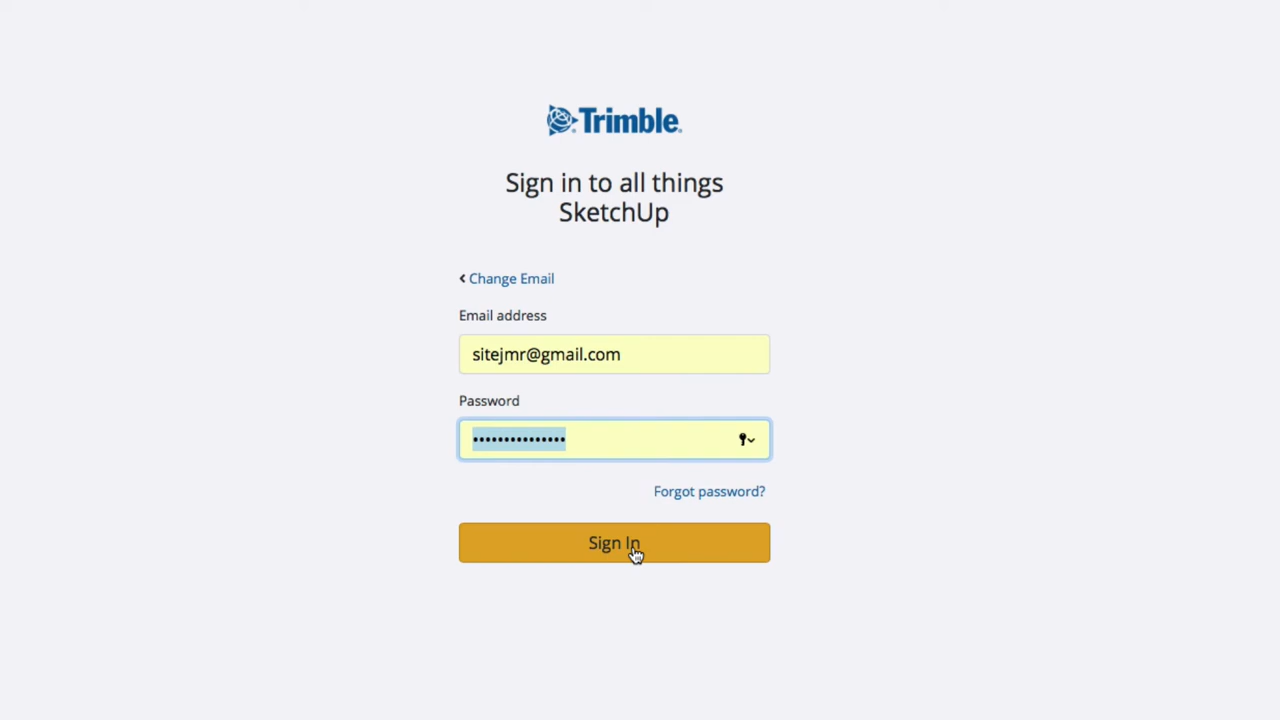 Trimble.
Sign in to all things
SketchUp
Change Email
Email address
sitejmr@gmail.com
Password
•••••••••••••••
Forgot password?
Sign In